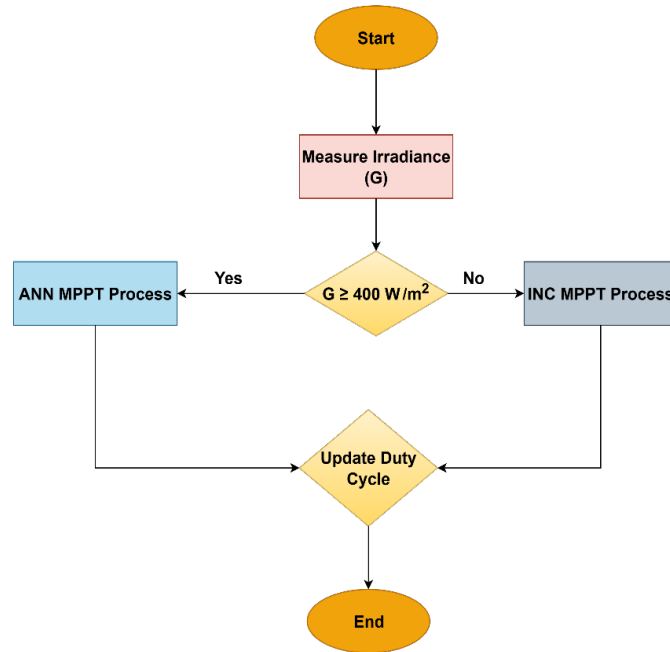 Start
Measure Irradiance
(G)
Yes
G ≥ 400 W/m²
No
ANN MPPT Process
INC MPPT Process
Update Duty
Cycle
End